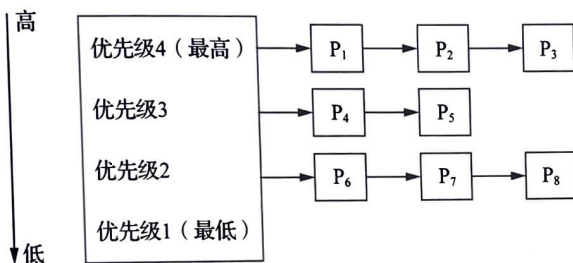 高
优先级4（最高） P₁ P₂ P₃
优先级3 P₄ P₅
优先级2 P₆ P₇ P₈
优先级1（最低）
低